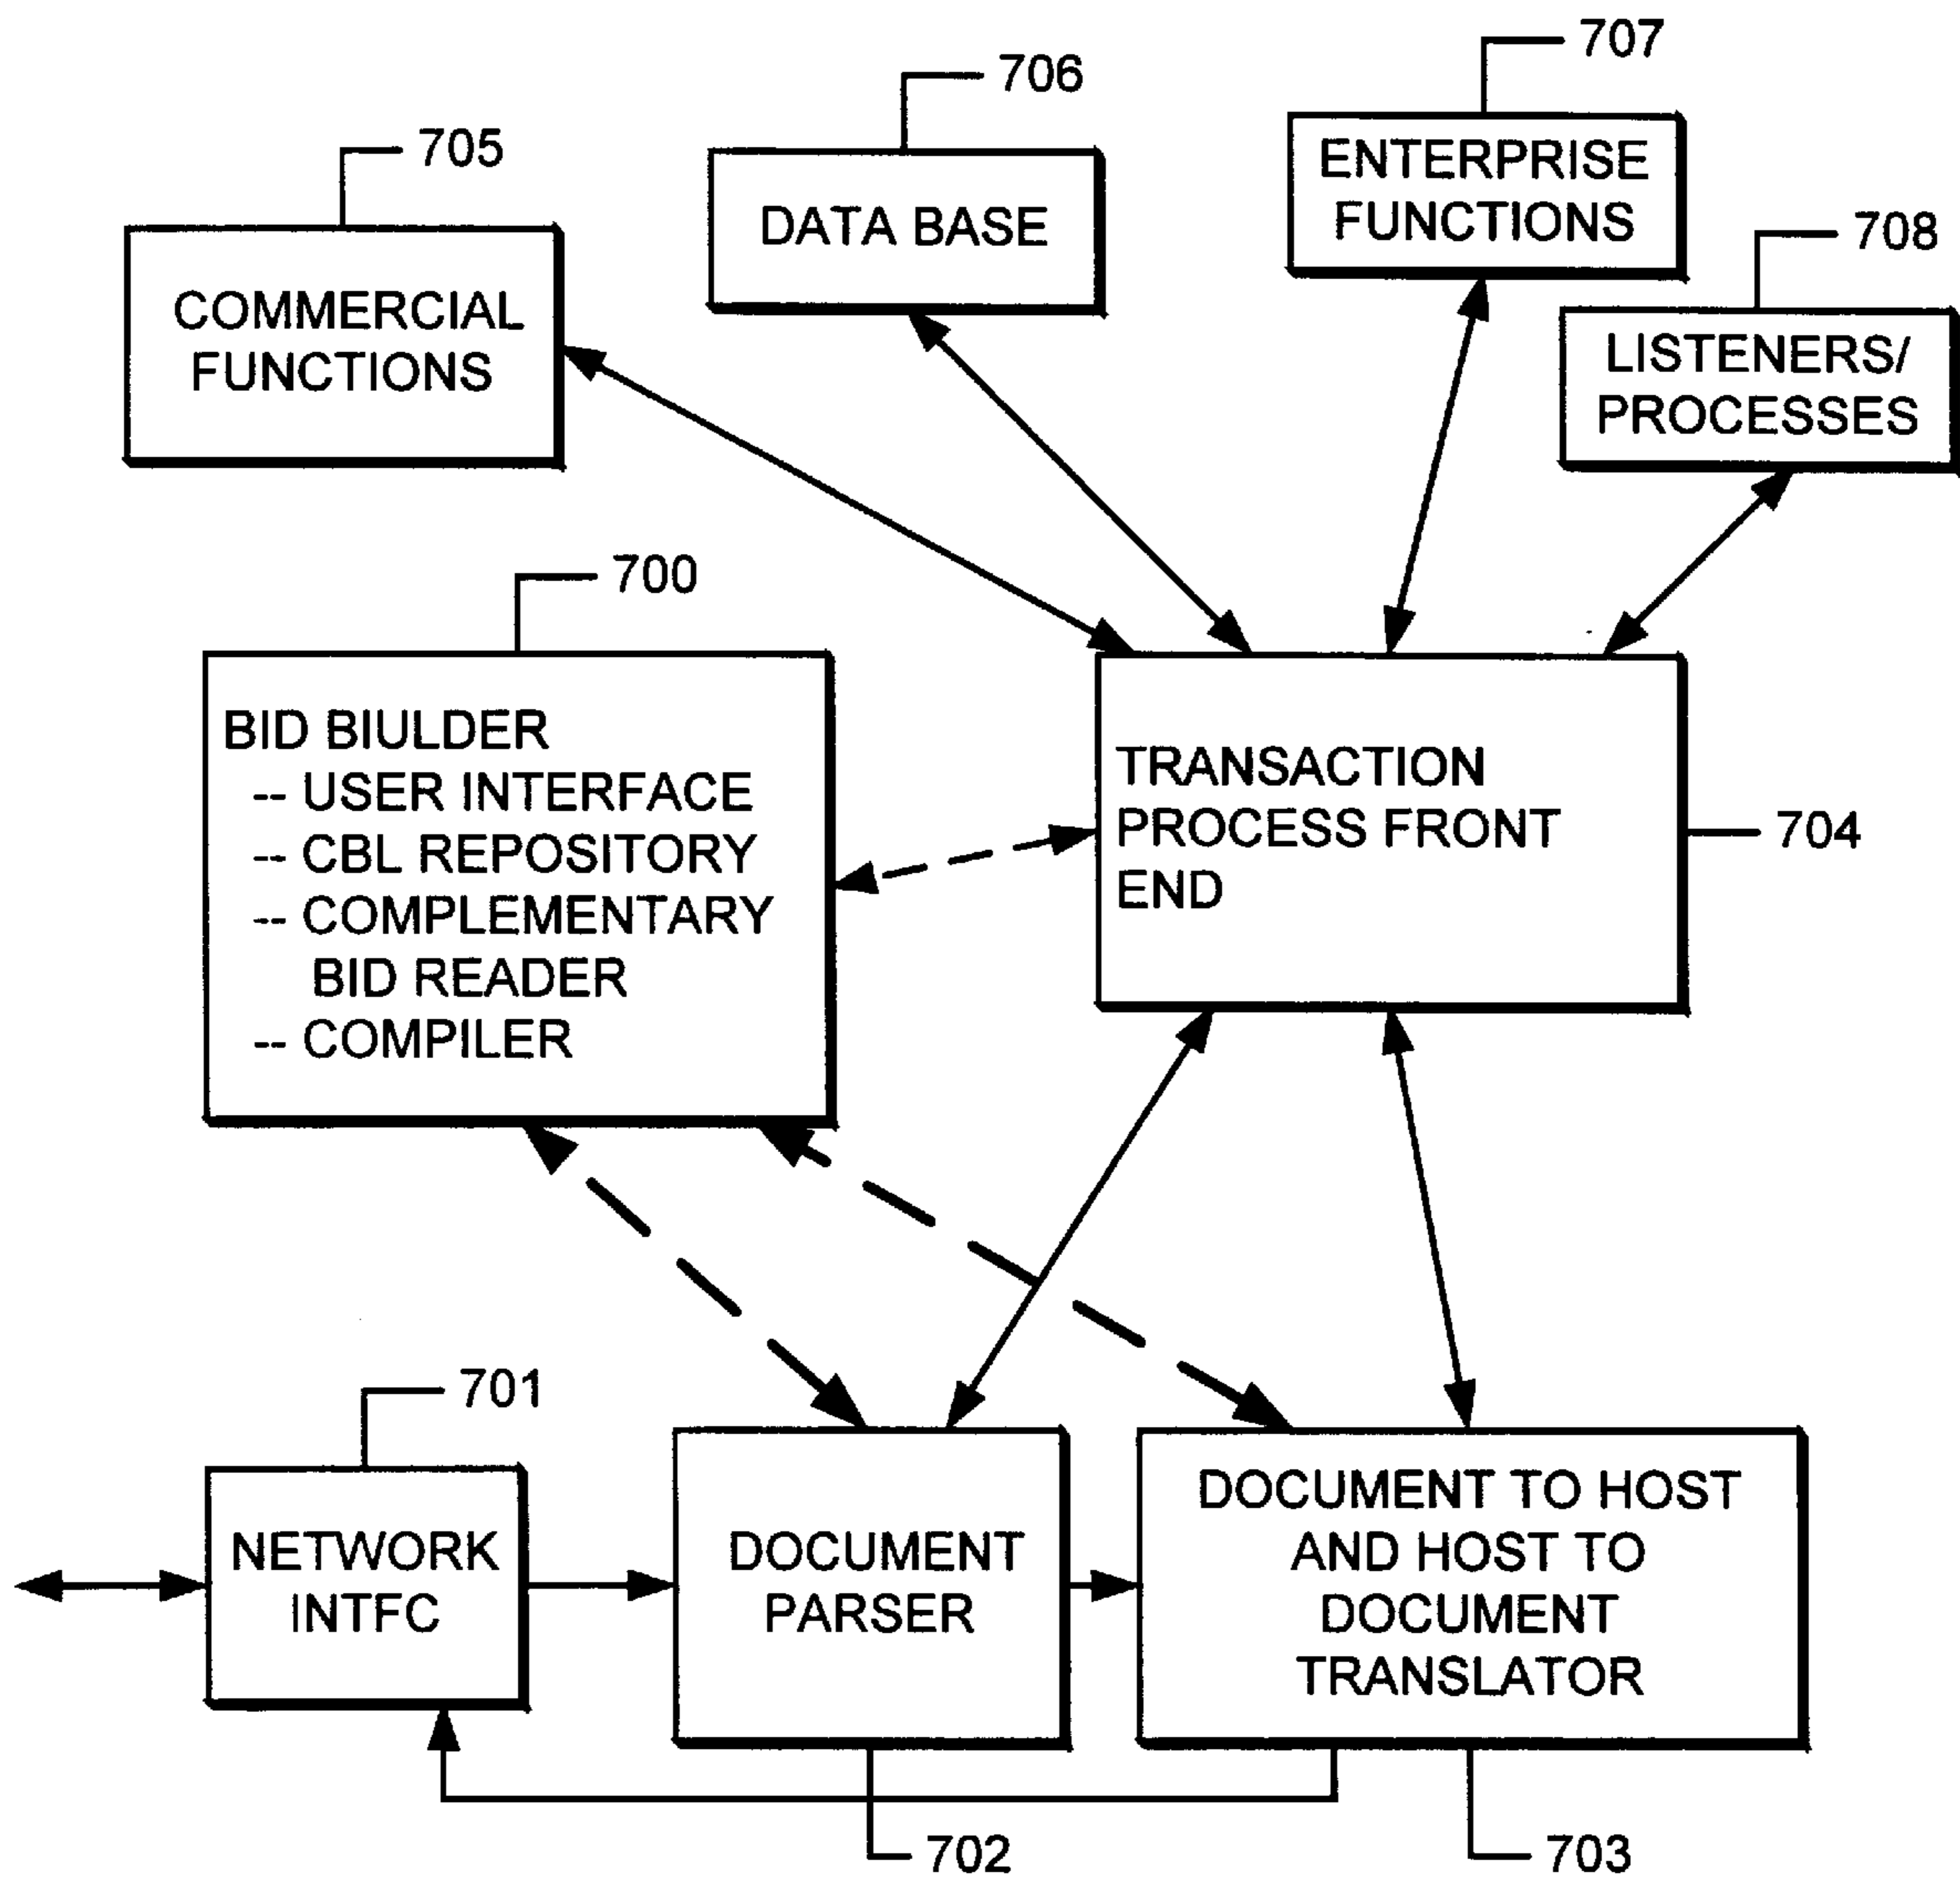 707
706
705
ENTERPRISE
FUNCTIONS
DATA BASE
708
COMMERCIAL
FUNCTIONS
LISTENERS/
PROCESSES
700
BID BIULDER
-- USER INTERFACE
-- CBL REPOSITORY
-- COMPLEMENTARY
BID READER
-- COMPILER
TRANSACTION
PROCESS FRONT
END
704
701
NETWORK
INTFC
DOCUMENT
PARSER
DOCUMENT TO HOST
AND HOST TO
DOCUMENT
TRANSLATOR
702
703